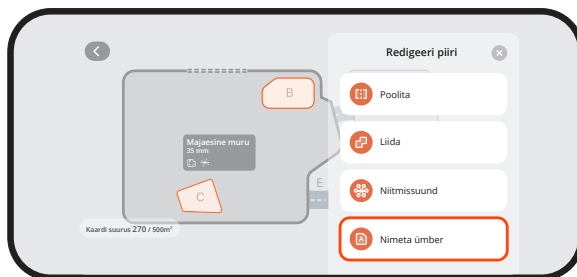 Redigeeri piiri
B
Poolita
Majaesine muru
35 mm
Liida
E
Niitmissuund
C
Kaardi suurus 270 / 500m²
A
Nimeta ümber